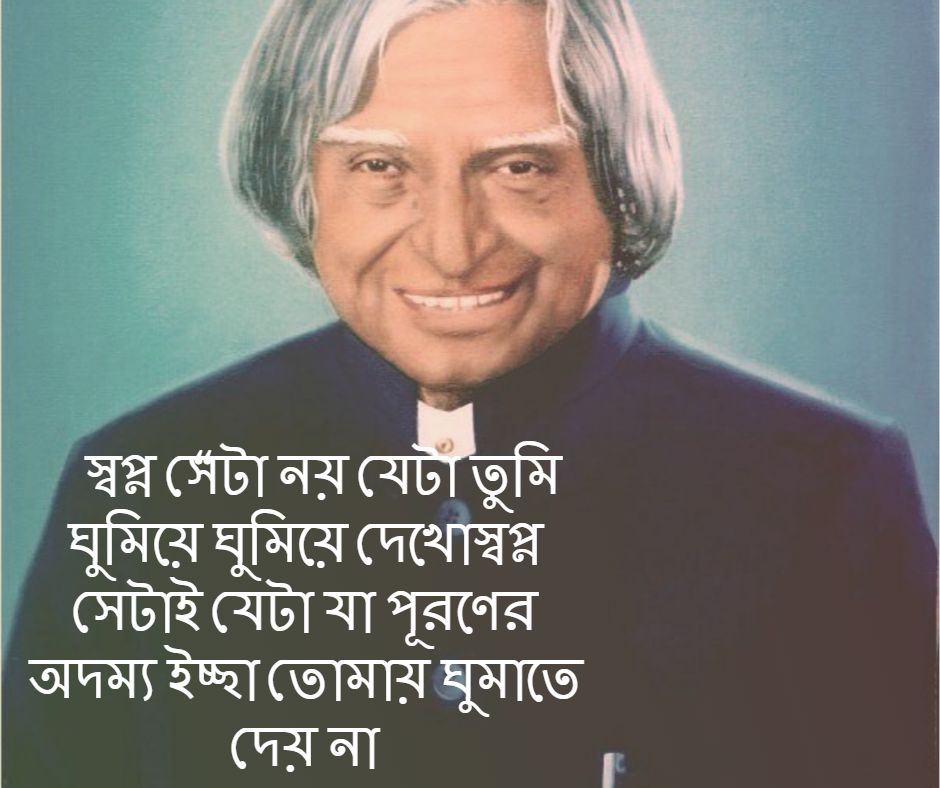 স্বপ্ন সেটা নয় যেটা তুমি
ঘুমিয়ে ঘুমিয়ে দেখোস্বপ্ন
সেটাই যেটা যা পূরণের
অদম্য ইচ্ছা তোমায় ঘুমাতে
দেয় না